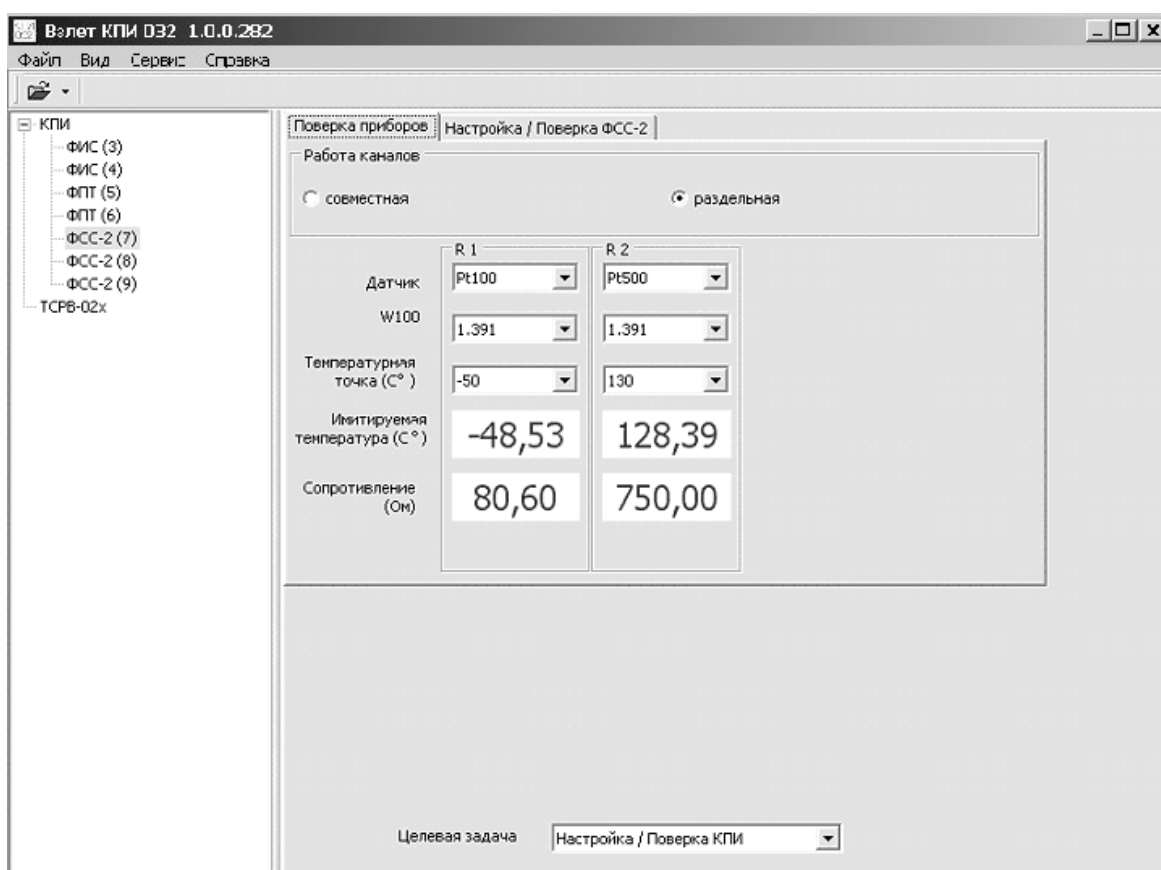 Взлет КПИ D32 1.0.0.282
Файл Вид Сервис Справка
КПИ
ФИС (3)
ФИС (4)
ФПТ (5)
ФПТ (6)
ФСС-2 (7)
ФСС-2 (8)
ФСС-2 (9)
ТСРВ-02х
Поверка приборов Настройка / Поверка ФСС-2
Работа каналов
совместная раздельная
R 1 R 2
Датчик Pt100 Pt500
W100 1.391 1.391
Температурная
точка (C° ) -50 130
Имитируемая
температура (C°) -48,53 128,39
Сопротивление
(Ом) 80,60 750,00
Целевая задача Настройка / Поверка КПИ